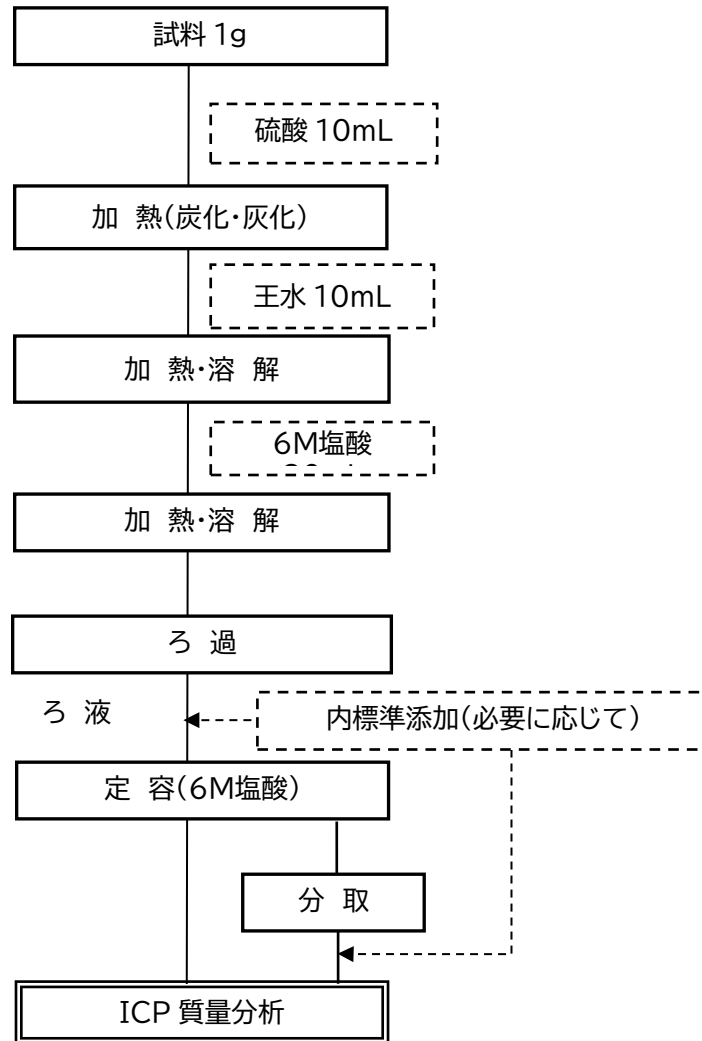 試料 1g
硫酸 10mL
加 熱(炭化・灰化)
王水 10mL
加 熱・溶 解
6M塩酸
加 熱・溶 解
ろ 過
ろ 液
内標準添加(必要に応じて)
定 容(6M塩酸)
分 取
ICP 質量分析